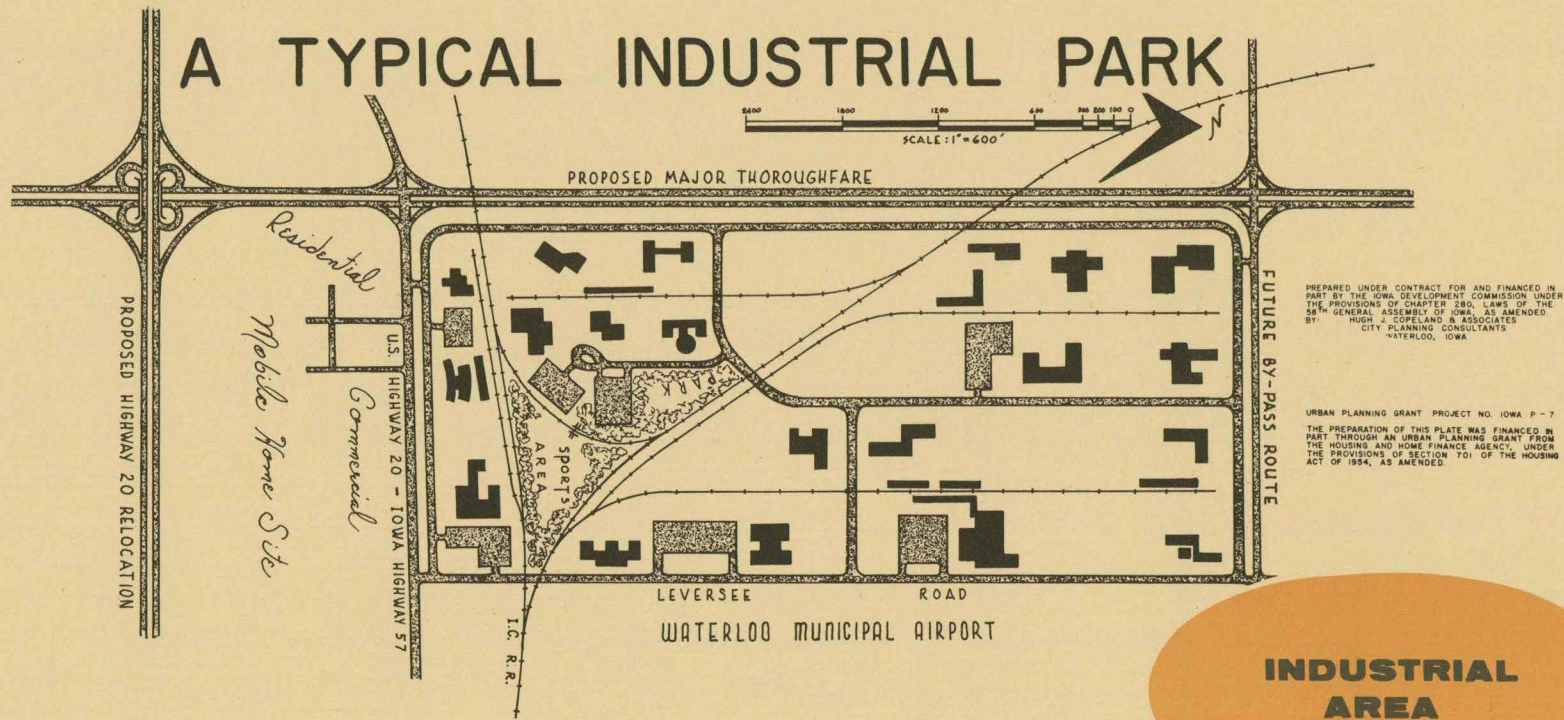 A TYPICAL INDUSTRIAL PARK
2400 1800 1200 600 300 200 100 0
SCALE: 1" = 600'
N
PROPOSED MAJOR THOROUGHFARE
Residential
Mobile Home Site
Commercial
PROPOSED HIGHWAY 20 RELOCATION
U.S. HIGHWAY 20 - IOWA HIGHWAY 57
PARK
SPORTS
AREA
I.C. R.R.
LEVERSEE ROAD
WATERLOO MUNICIPAL AIRPORT
FUTURE BY-PASS ROUTE
PREPARED UNDER CONTRACT FOR AND FINANCED IN
PART BY THE IOWA DEVELOPMENT COMMISSION UNDER
THE PROVISIONS OF CHAPTER 280, LAWS OF THE
58TH GENERAL ASSEMBLY OF IOWA, AS AMENDED.
BY: HUGH J. COPELAND & ASSOCIATES
CITY PLANNING CONSULTANTS
WATERLOO, IOWA
URBAN PLANNING GRANT PROJECT NO. IOWA P - 7
THE PREPARATION OF THIS PLATE WAS FINANCED IN
PART THROUGH AN URBAN PLANNING GRANT FROM
THE HOUSING AND HOME FINANCE AGENCY, UNDER
THE PROVISIONS OF SECTION 701 OF THE HOUSING
ACT OF 1954, AS AMENDED.
INDUSTRIAL
AREA